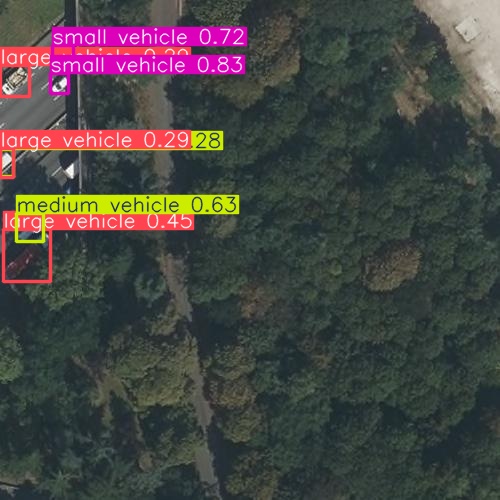 small vehicle 0.72
large vehicle
small vehicle 0.83
large vehicle 0.29
28
medium vehicle 0.63
large vehicle 0.45